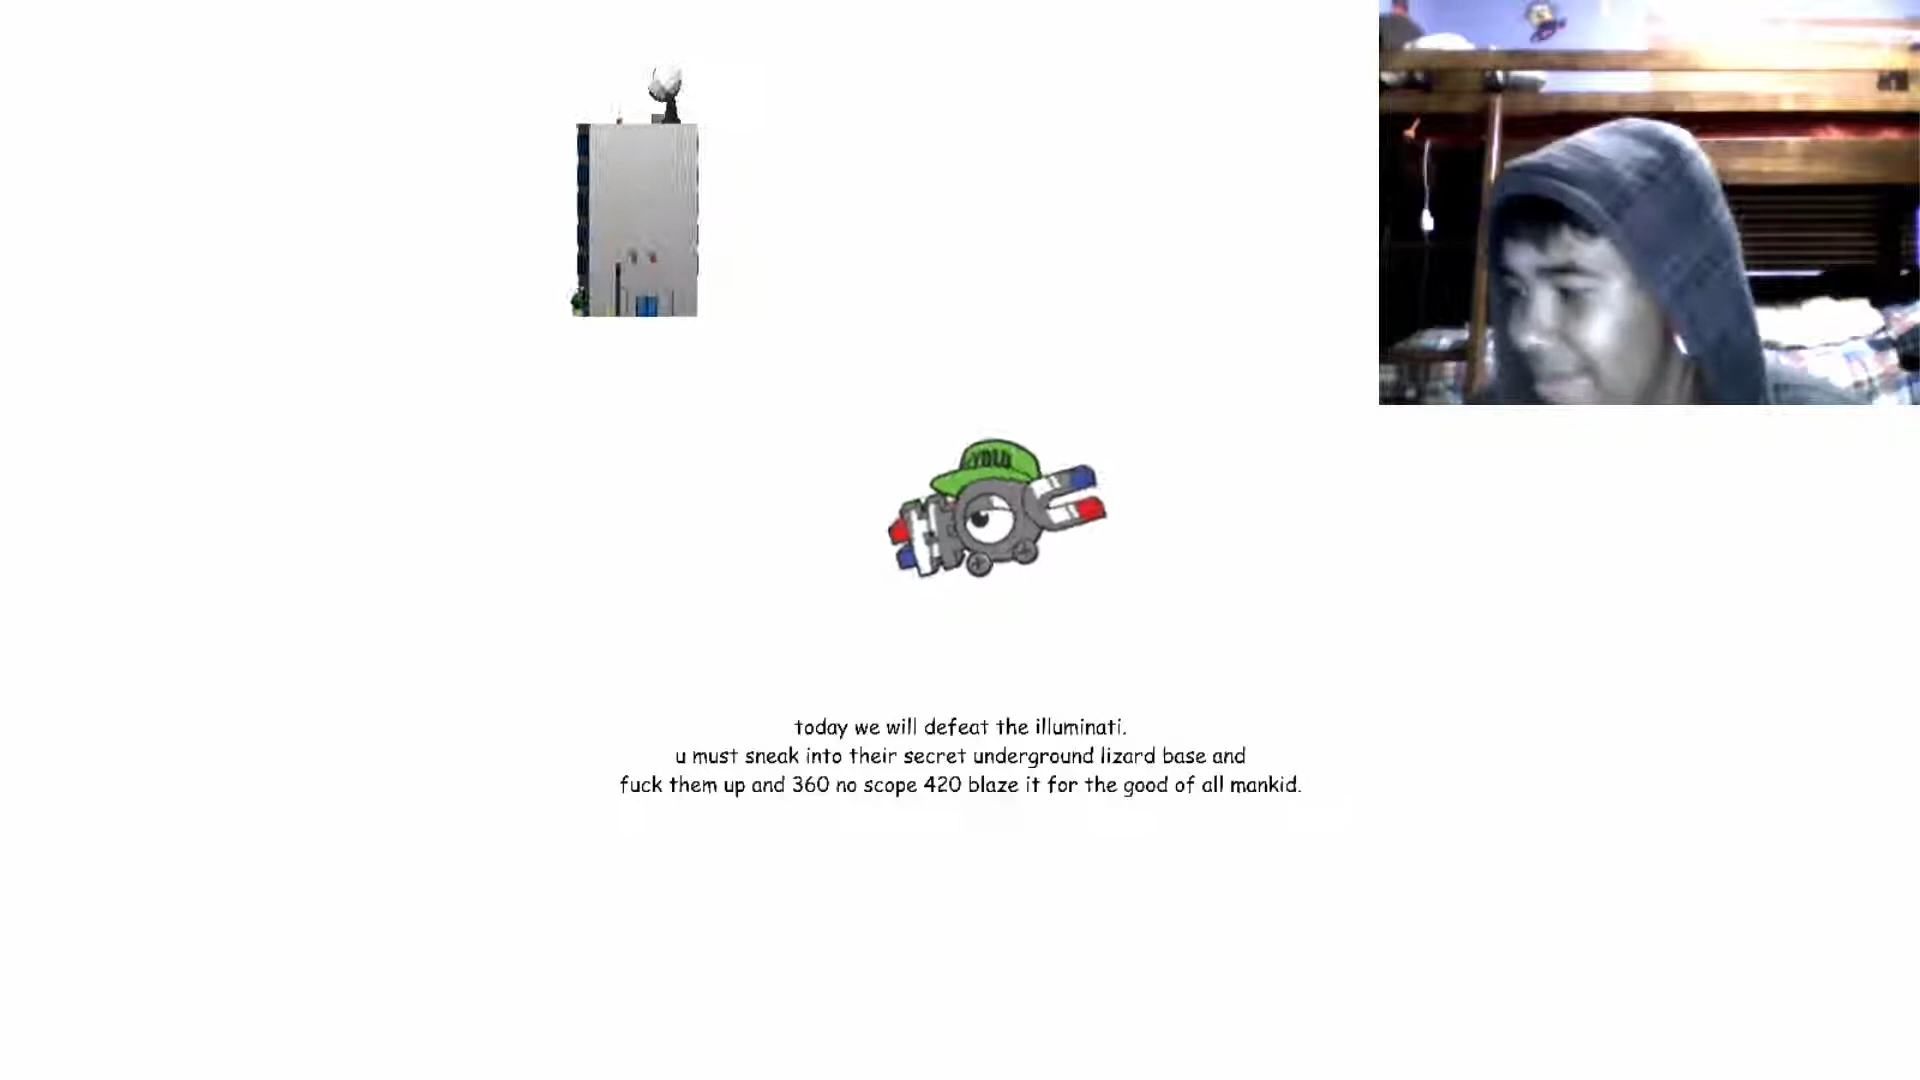 YOLO
today we will defeat the illuminati.
u must sneak into their secret underground lizard base and
fuck them up and 360 no scope 420 blaze it for the good of all mankid.